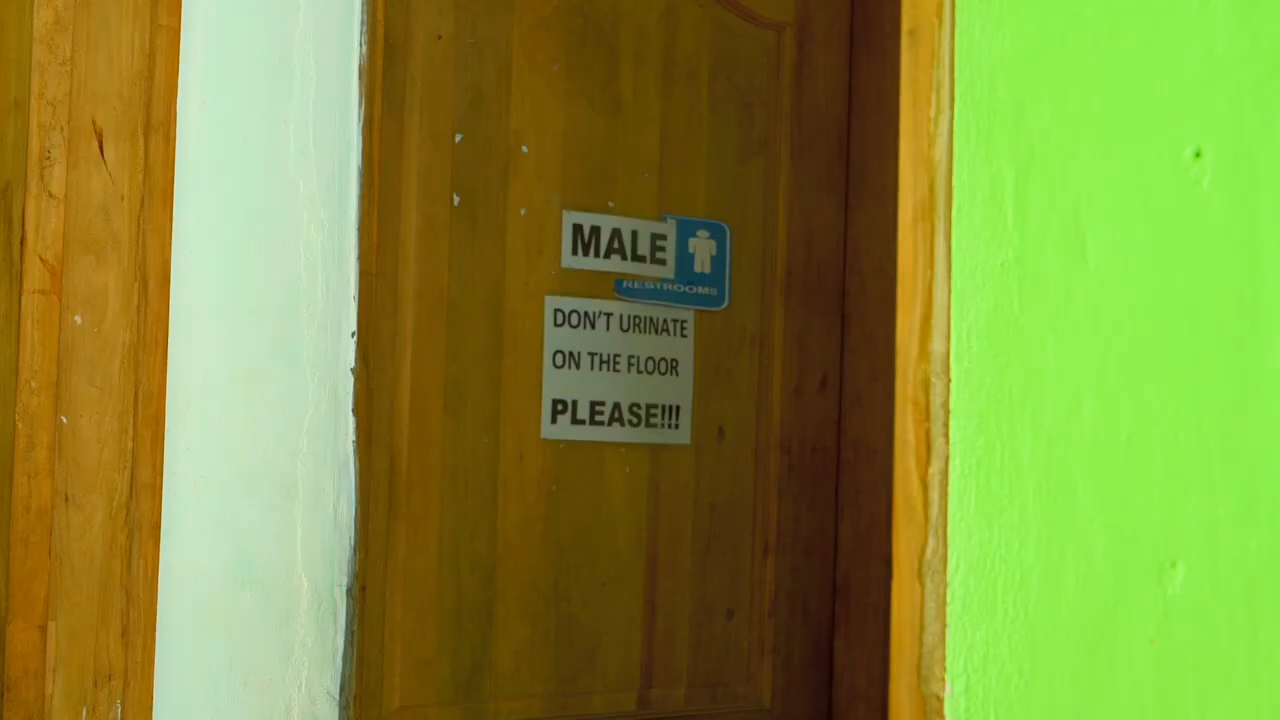 MALE
RESTROOMS
DON'T URINATE
ON THE FLOOR
PLEASE!!!